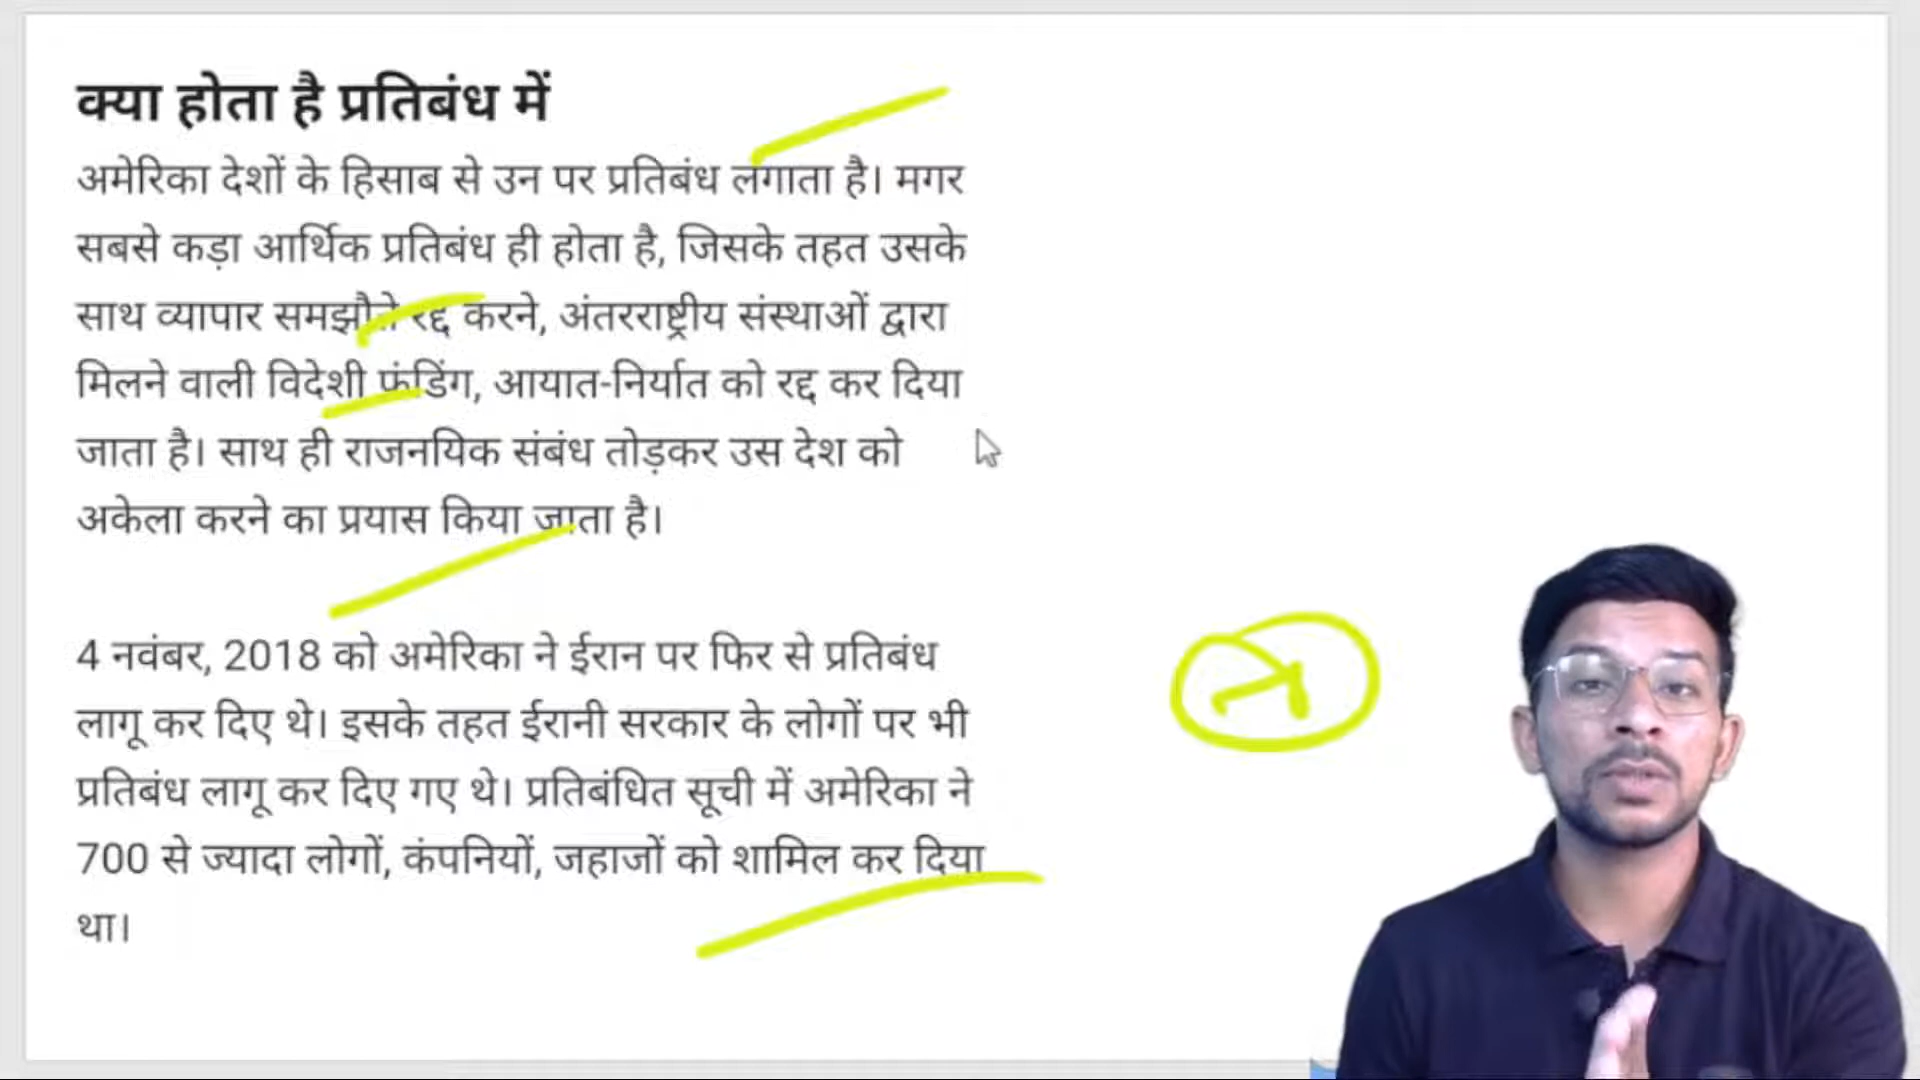 क्या होता है प्रतिबंध में
अमेरिका देशों के हिसाब से उन पर प्रतिबंध लगाता है। मगर
सबसे कड़ा आर्थिक प्रतिबंध ही होता है, जिसके तहत उसके
साथ व्यापार समझौते रद्द करने, अंतरराष्ट्रीय संस्थाओं द्वारा
मिलने वाली विदेशी फंडिंग, आयात-निर्यात को रद्द कर दिया
जाता है। साथ ही राजनयिक संबंध तोड़कर उस देश को
अकेला करने का प्रयास किया जाता है।
4 नवंबर, 2018 को अमेरिका ने ईरान पर फिर से प्रतिबंध
लागू कर दिए थे। इसके तहत ईरानी सरकार के लोगों पर भी
प्रतिबंध लागू कर दिए गए थे। प्रतिबंधित सूची में अमेरिका ने
700 से ज्यादा लोगों, कंपनियों, जहाजों को शामिल कर दिया
था।